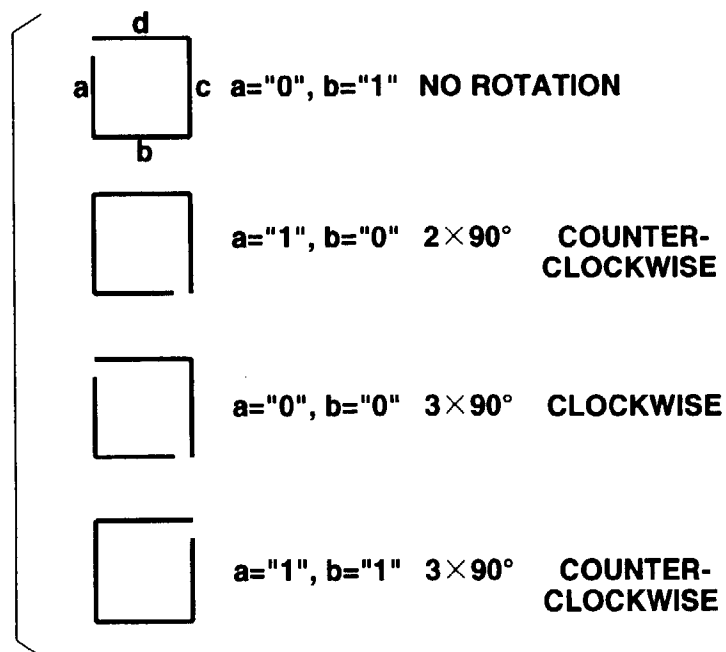 d
a c a="0", b="1" NO ROTATION
b
a="1", b="0" 2×90° COUNTER-
CLOCKWISE
a="0", b="0" 3×90° CLOCKWISE
a="1", b="1" 3×90° COUNTER-
CLOCKWISE